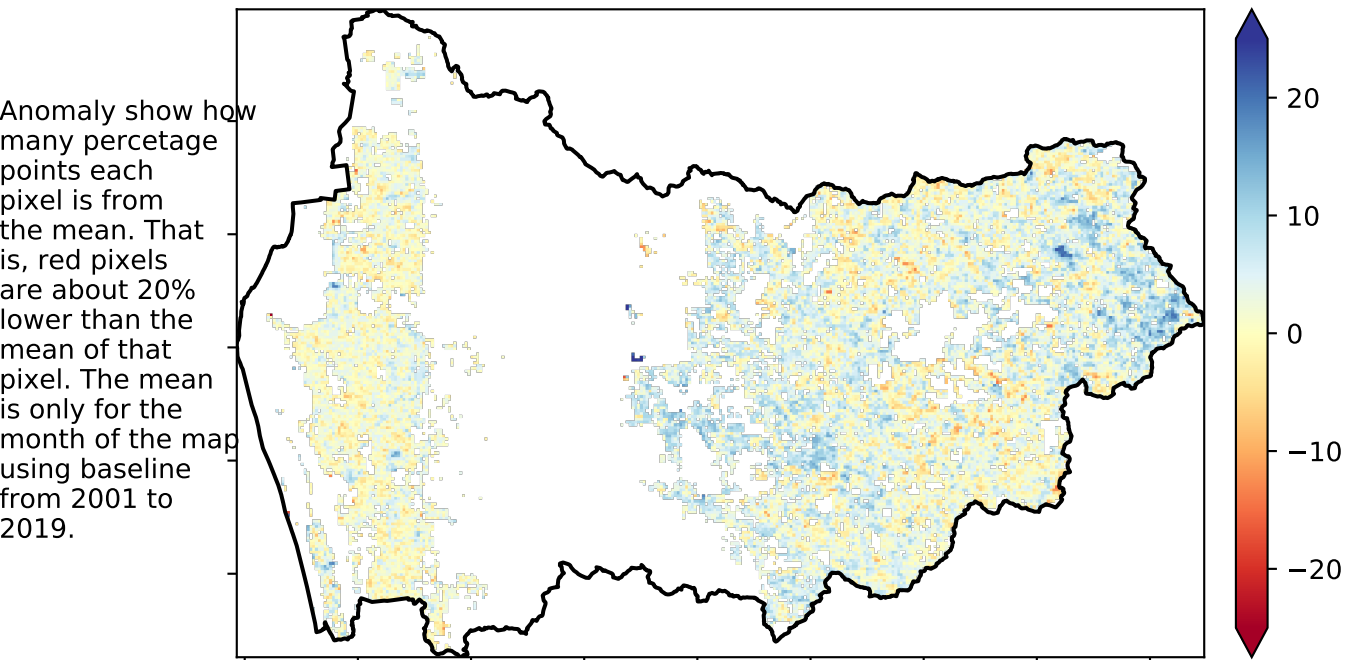 Anomaly show how
many percetage
points each
pixel is from
the mean. That
is, red pixels
are about 20%
lower than the
mean of that
pixel. The mean
is only for the
month of the map
using baseline
from 2001 to
2019.
20
10
0
−10
−20